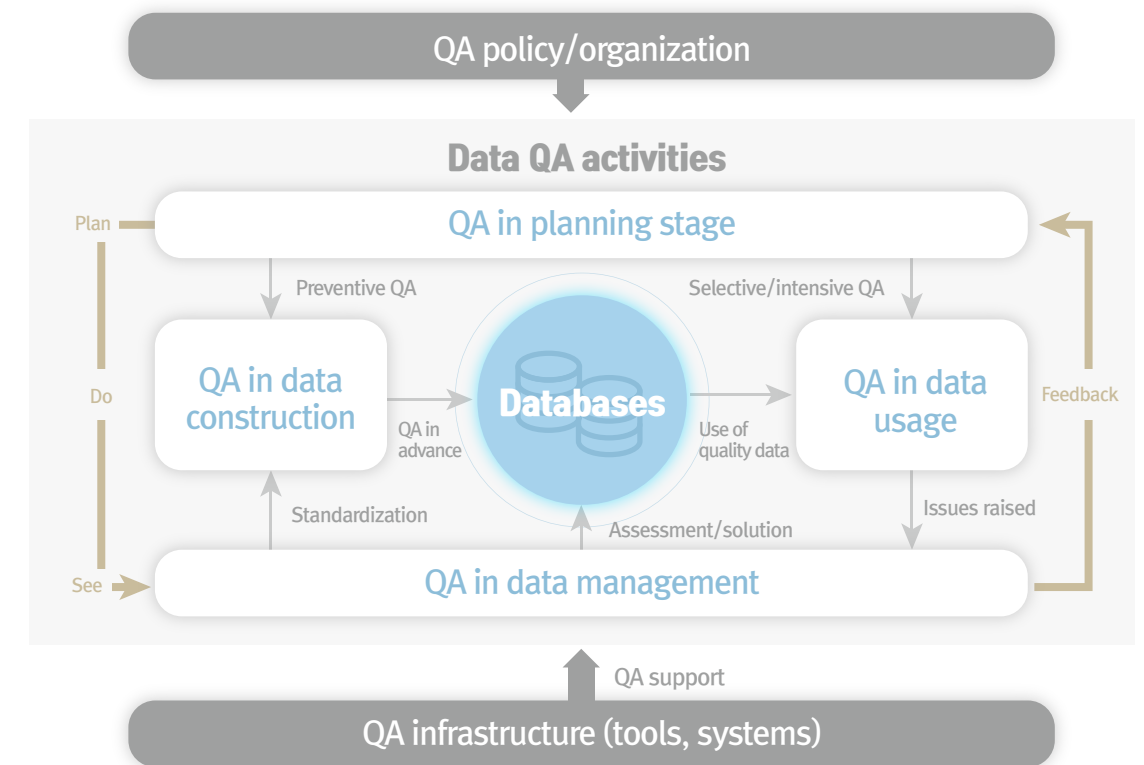 QA policy/organization
Data QA activities
Plan
QA in planning stage
Preventive QA
Selective/intensive QA
QA in data
construction
Databases
QA in data
usage
Do
Feedback
QA in
advance
Use of
quality data
Standardization
Assessment/solution
Issues raised
See
QA in data management
QA support
QA infrastructure (tools, systems)